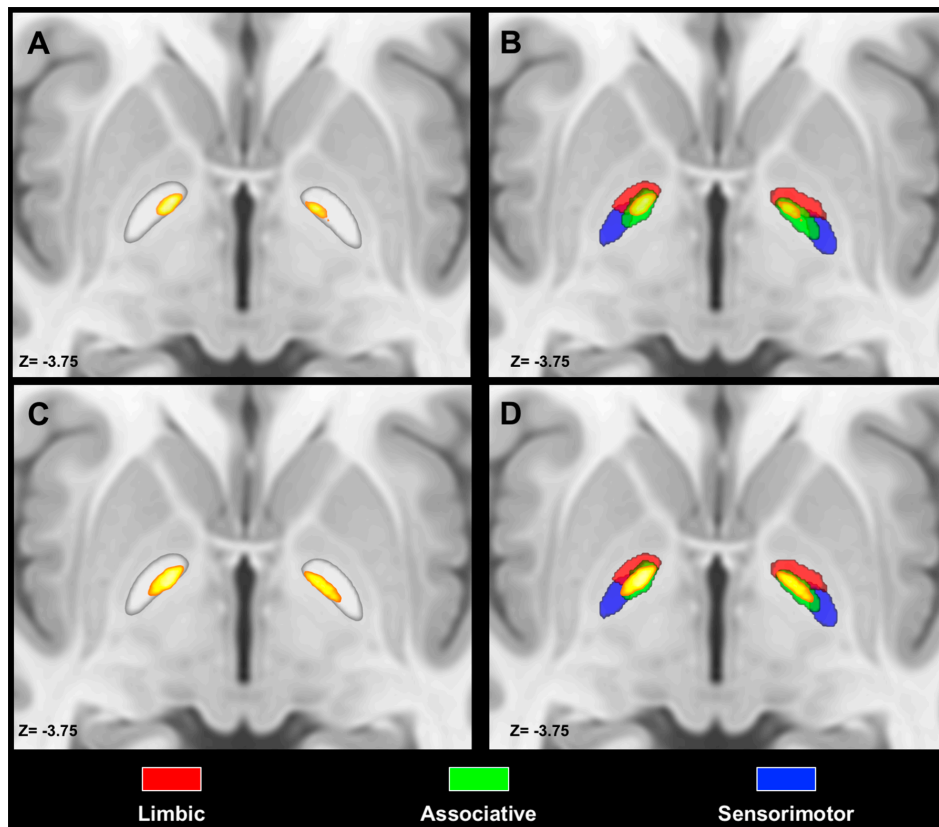 A
B
Z= -3.75
Z= -3.75
C
D
Z= -3.75
Z= -3.75
Limbic
Associative
Sensorimotor